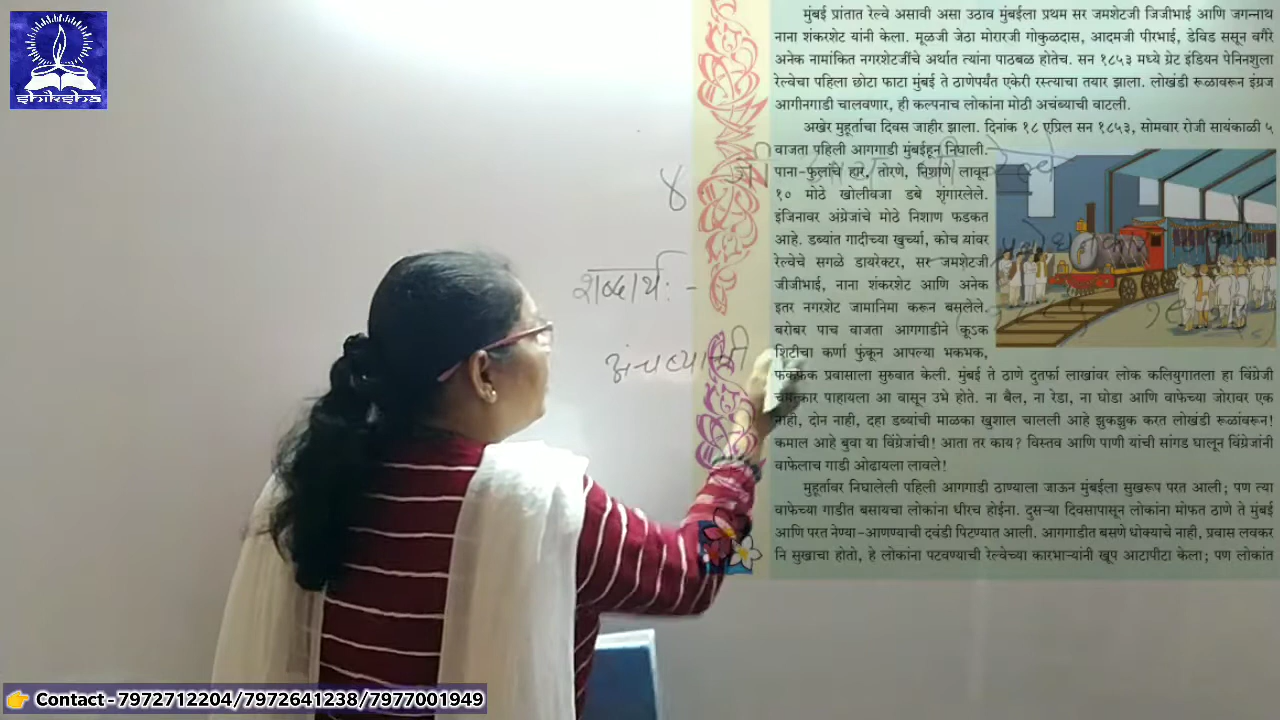 shiksha
मुंबई प्रांतात रेल्वे असावी असा उठाव मुंबईला प्रथम सर जमशेटजी जिजीभाई आणि जगन्नाथ
नाना शंकरशेट यांनी केला. मूळजी जेठा मोरारजी गोकुळदास, आदमजी पीरभाई, डेविड ससून वगैरे
अनेक नामांकित नगरशेटजींचे अर्थात त्यांना पाठबळ होतेच. सन १८५३ मध्ये ग्रेट इंडियन पेनिनशुला
रेल्वेचा पहिला छोटा फाटा मुंबई ते ठाणेपर्यंत एकेरी रस्त्याचा तयार झाला. लोखंडी रूळावरून इंग्रज
आगीनगाडी चालवणार, ही कल्पनाच लोकांना मोठी अचंब्याची वाटली.
अखेर मुहूर्ताचा दिवस जाहीर झाला. दिनांक १८ एप्रिल सन १८५३, सोमवार रोजी सायंकाळी ५
वाजता पहिली आगगाडी मुंबईहून निघाली.
पाना-फुलांचे हार, तोरणे, निशाणे लावून
१० मोठे खोलीवजा डबे शृंगारलेले.
इंजिनावर अंग्रेजांचे मोठे निशाण फडकत
आहे. डब्यांत गादीच्या खुर्च्या, कोच यांवर
रेल्वेचे सगळे डायरेक्टर, सर जमशेटजी
जीजीभाई, नाना शंकरशेट आणि अनेक
इतर नगरशेट जामानिमा करून बसलेले.
बरोबर पाच वाजता आगगाडीने कूऽक
शिटीचा कर्णा फुंकून आपल्या भकभक,
फकफक प्रवासाला सुरुवात केली. मुंबई ते ठाणे दुतर्फा लाखांवर लोक कलियुगातला हा विंग्रेजी
चमत्कार पाहायला आ वासून उभे होते. ना बैल, ना रेडा, ना घोडा आणि वाफेच्या जोरावर एक
नाही, दोन नाही, दहा डब्यांची माळका खुशाल चालली आहे झुकझुक करत लोखंडी रूळांवरून!
कमाल आहे बुवा या विंग्रेजांची! आता तर काय? विस्तव आणि पाणी यांची सांगड घालून विंग्रेजांनी
वाफेलाच गाडी ओढायला लावले!
मुहूर्तावर निघालेली पहिली आगगाडी ठाण्याला जाऊन मुंबईला सुखरूप परत आली; पण त्या
वाफेच्या गाडीत बसायचा लोकांना धीरच होईना. दुसऱ्या दिवसापासून लोकांना मोफत ठाणे ते मुंबई
आणि परत नेण्या-आणण्याची दवंडी पिटण्यात आली. आगगाडीत बसणे धोक्याचे नाही, प्रवास लवकर
नि सुखाचा होतो, हे लोकांना पटवण्याची रेल्वेच्या कारभाऱ्यांनी खूप आटापीटा केला; पण लोकांत
४
शब्दार्थ: -
👉 Contact - 7972712204/7972641238/7977001949